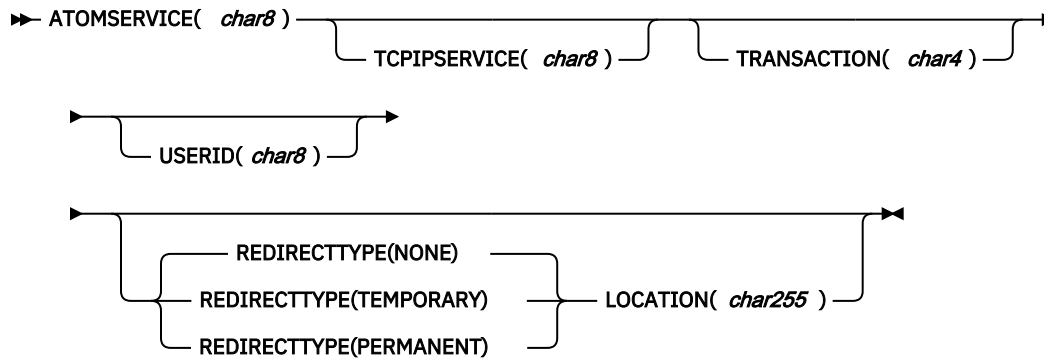 ATOMSERVICE( char8 )
TCPIPSERVICE( char8 ) TRANSACTION( char4 )
USERID( char8 )
REDIRECTTYPE(NONE)
REDIRECTTYPE(TEMPORARY) LOCATION( char255 )
REDIRECTTYPE(PERMANENT)